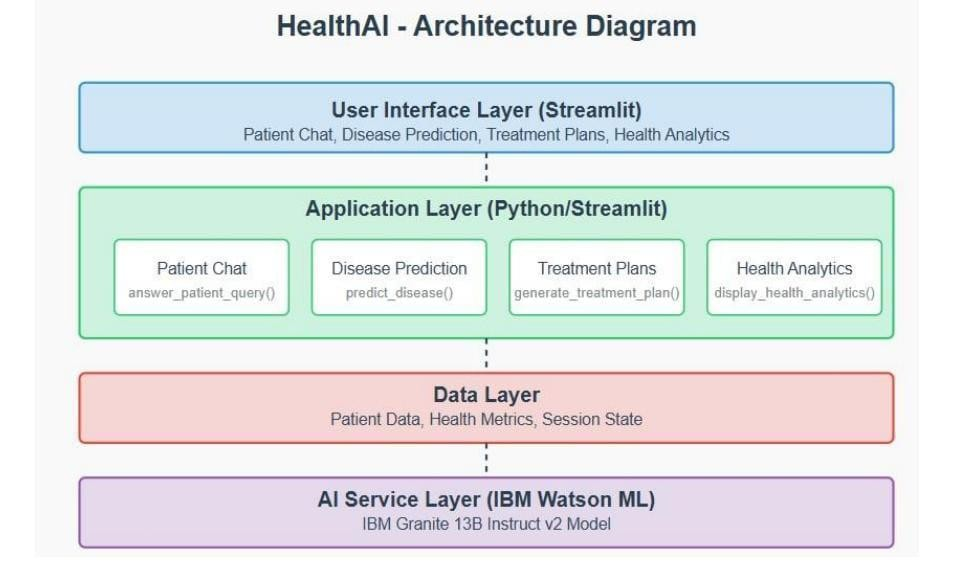 HealthAI - Architecture Diagram
User Interface Layer (Streamlit)
Patient Chat, Disease Prediction, Treatment Plans, Health Analytics
Application Layer (Python/Streamlit)
Patient Chat
answer_patient_query()
Disease Prediction
predict_disease()
Treatment Plans
generate_treatment_plan()
Health Analytics
display_health_analytics()
Data Layer
Patient Data, Health Metrics, Session State
AI Service Layer (IBM Watson ML)
IBM Granite 13B Instruct v2 Model